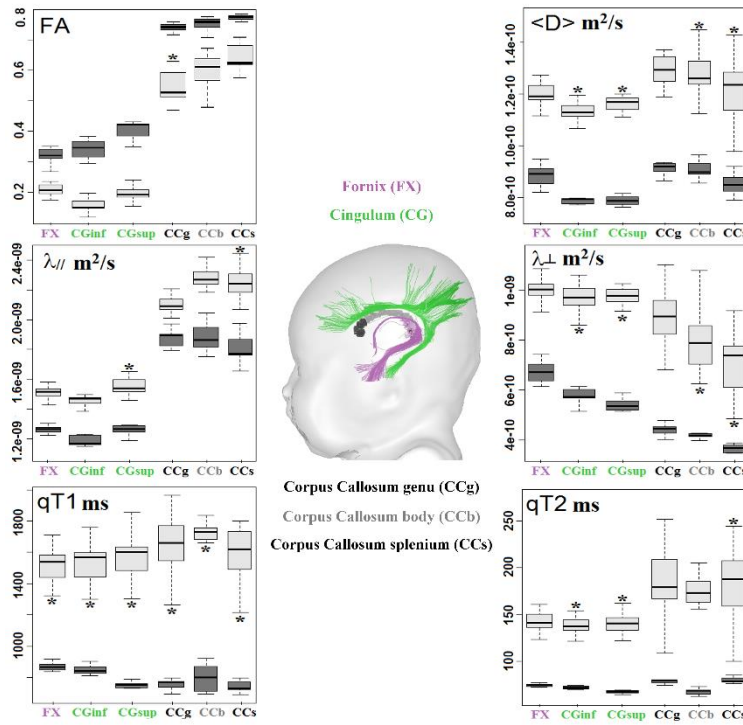 FA
0.8
0.6
0.4
0.2
*
FX CGinf CGsup CCg CCb CCs
<D> m²/s
1.4e-10
1.2e-10
1.0e-10
8.0e-10
* * * *
FX CGinf CGsup CCg CCb CCs
Fornix (FX)
Cingulum (CG)
λ// m²/s
2.4e-09
2.0e-09
1.6e-09
1.2e-09
* *
FX CGinf CGsup CCg CCb CCs
λ⊥ m²/s
1e-09
8e-10
6e-10
4e-10
* * * *
FX CGinf CGsup CCg CCb CCs
Corpus Callosum genu (CCg)
Corpus Callosum body (CCb)
Corpus Callosum splenium (CCs)
qT1 ms
1800
1400
1000
* * * * * *
FX CGinf CGsup CCg CCb CCs
qT2 ms
250
200
150
100
* * *
FX CGinf CGsup CCg CCb CCs